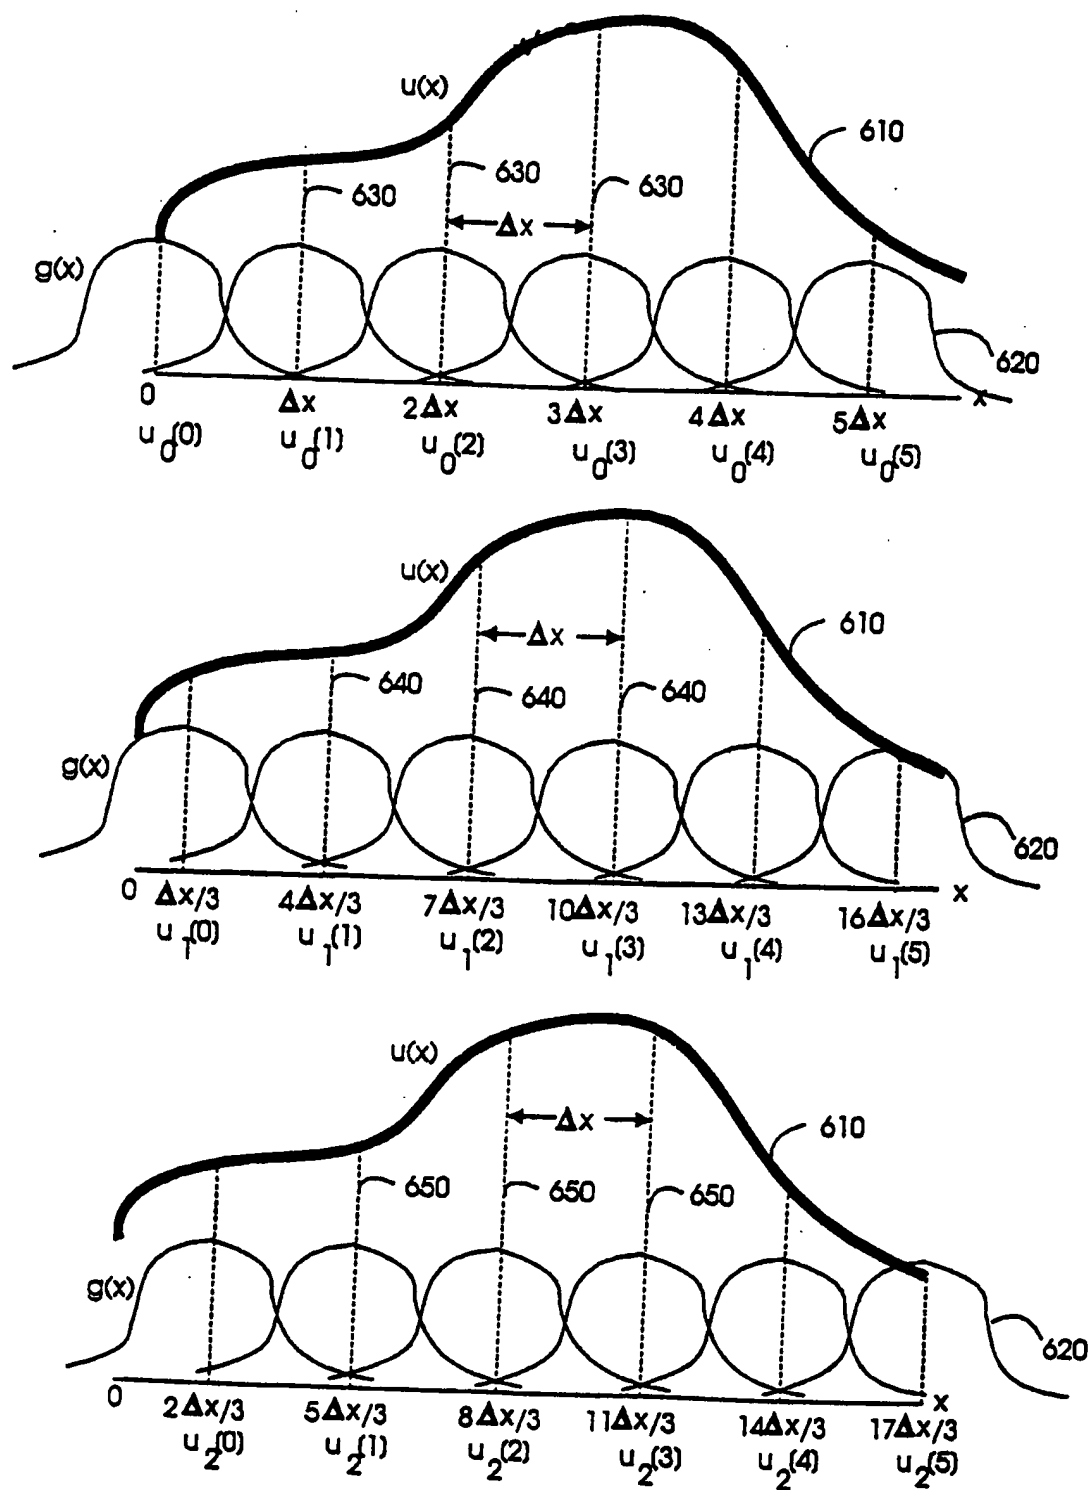 u(x)
610
630
630
630
Δx
g(x)
620
0
Δx
2Δx
3Δx
4Δx
5Δx
x
u0(0)
u0(1)
u0(2)
u0(3)
u0(4)
u0(5)
u(x)
610
Δx
640
640
640
g(x)
620
0
Δx/3
4Δx/3
7Δx/3
10Δx/3
13Δx/3
16Δx/3
x
u1(0)
u1(1)
u1(2)
u1(3)
u1(4)
u1(5)
u(x)
Δx
610
650
650
650
g(x)
620
0
2Δx/3
5Δx/3
8Δx/3
11Δx/3
14Δx/3
17Δx/3
x
u2(0)
u2(1)
u2(2)
u2(3)
u2(4)
u2(5)